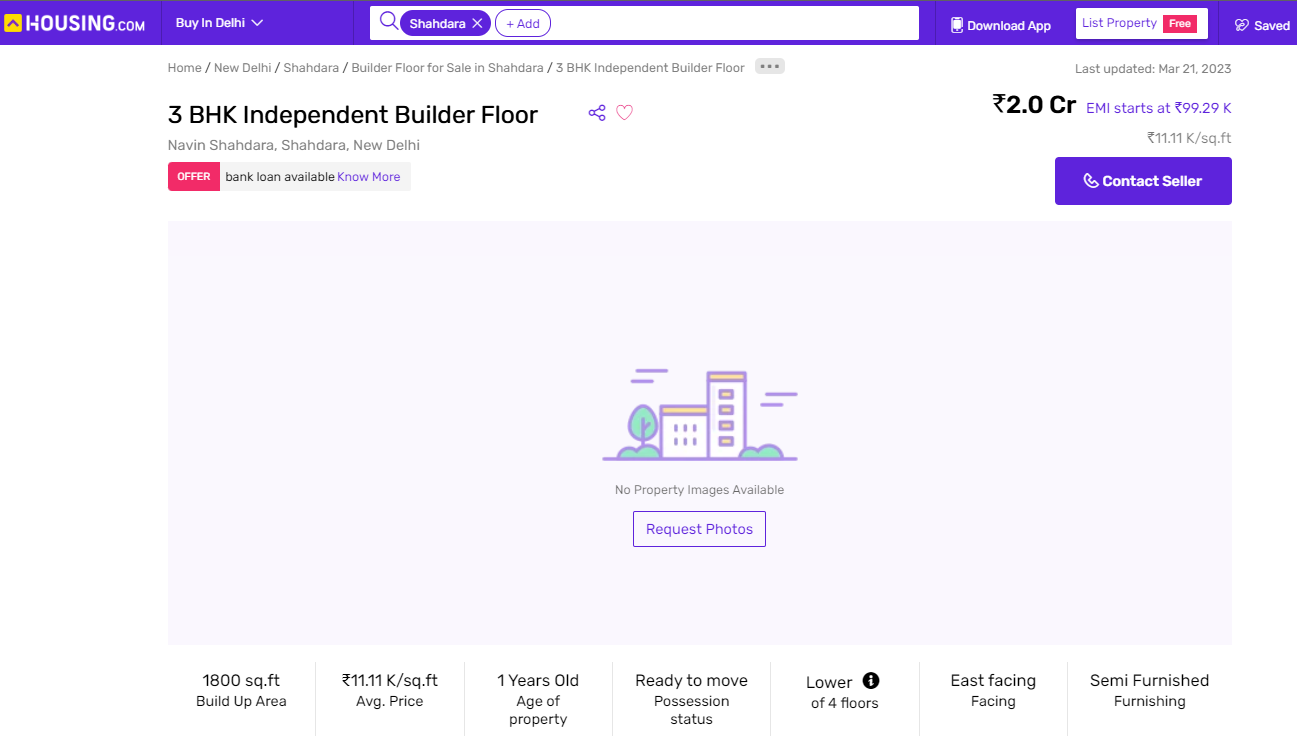 HOUSING.COM
Buy In Delhi
Shahdara
+ Add
Download App
List Property Free
Saved
Home / New Delhi / Shahdara / Builder Floor for Sale in Shahdara / 3 BHK Independent Builder Floor
Last updated: Mar 21, 2023
3 BHK Independent Builder Floor
₹2.0 Cr EMI starts at ₹99.29 K
Navin Shahdara, Shahdara, New Delhi
₹11.11 K/sq.ft
OFFER bank loan available Know More
Contact Seller
No Property Images Available
Request Photos
1800 sq.ft
Build Up Area
₹11.11 K/sq.ft
Avg. Price
1 Years Old
Age of
property
Ready to move
Possession
status
Lower i
of 4 floors
East facing
Facing
Semi Furnished
Furnishing